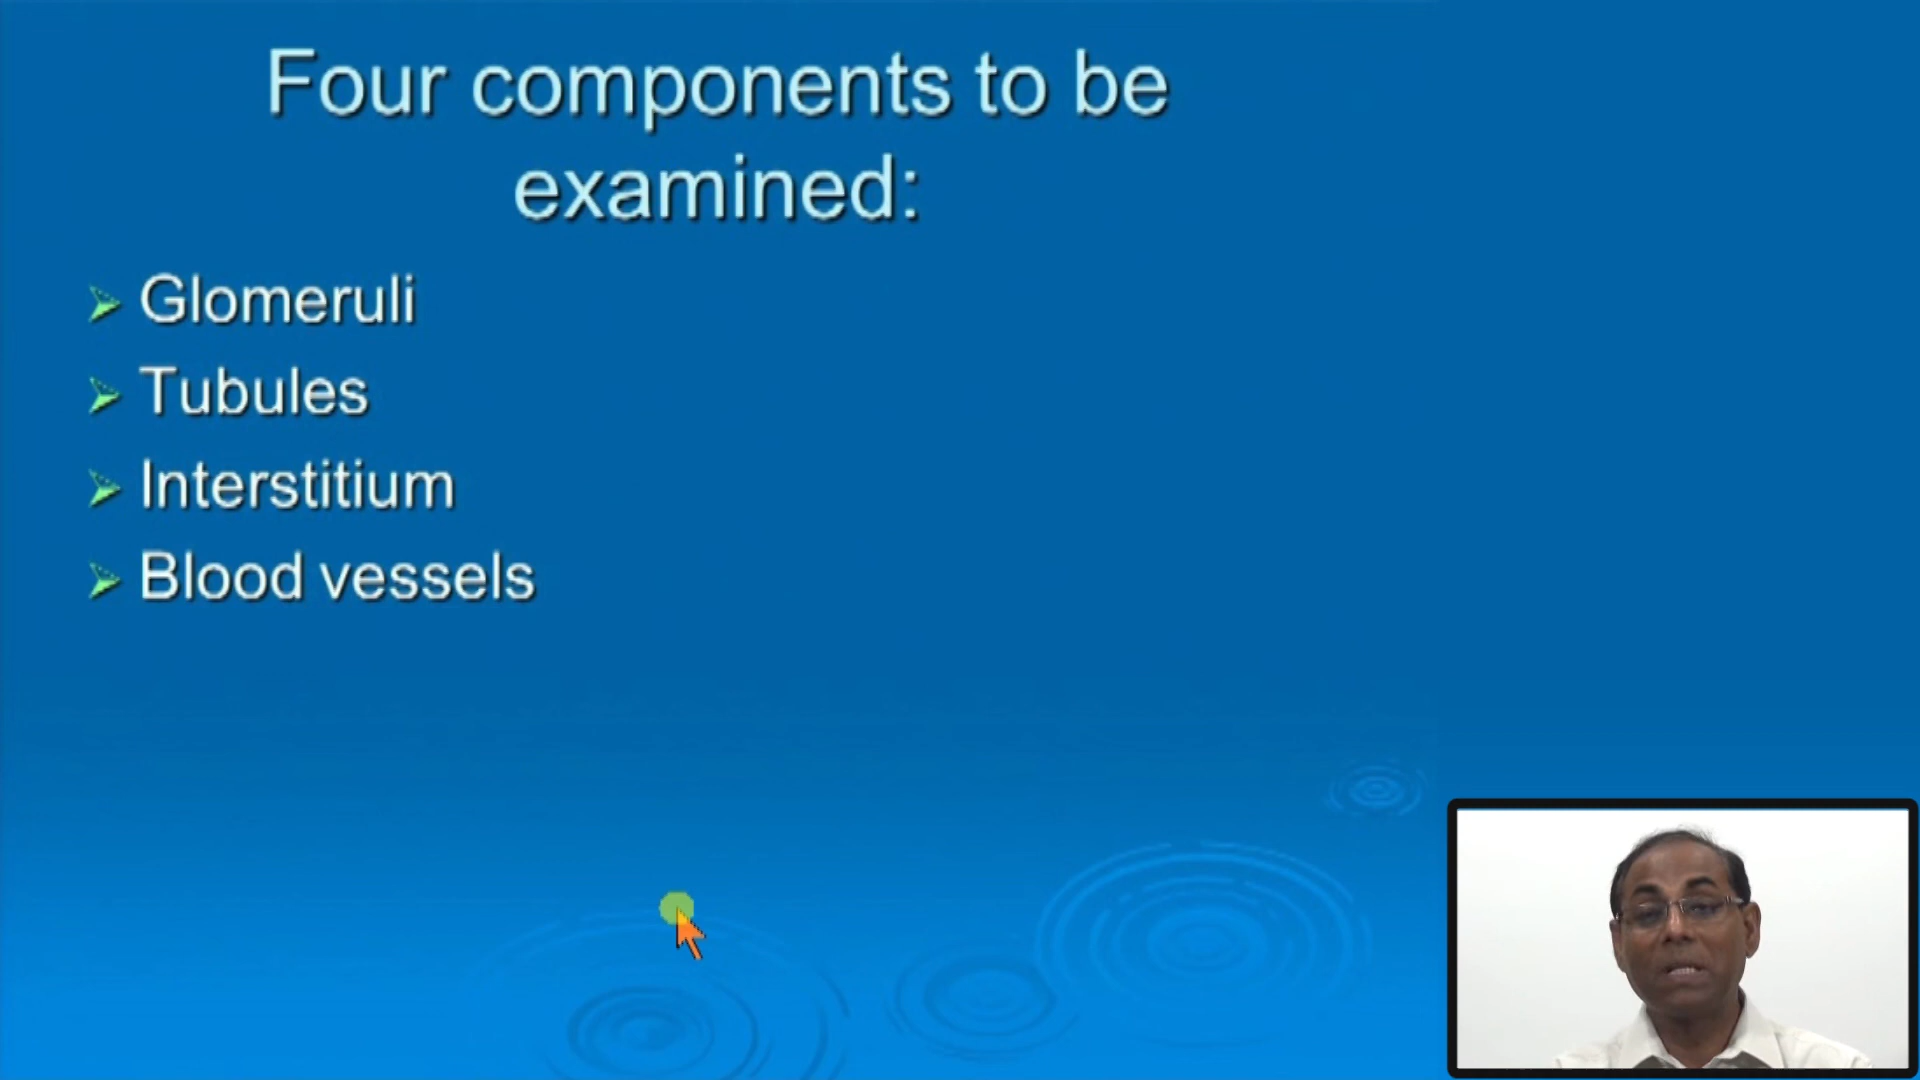 Four components to be
examined:
Glomeruli
Tubules
Interstitium
Blood vessels